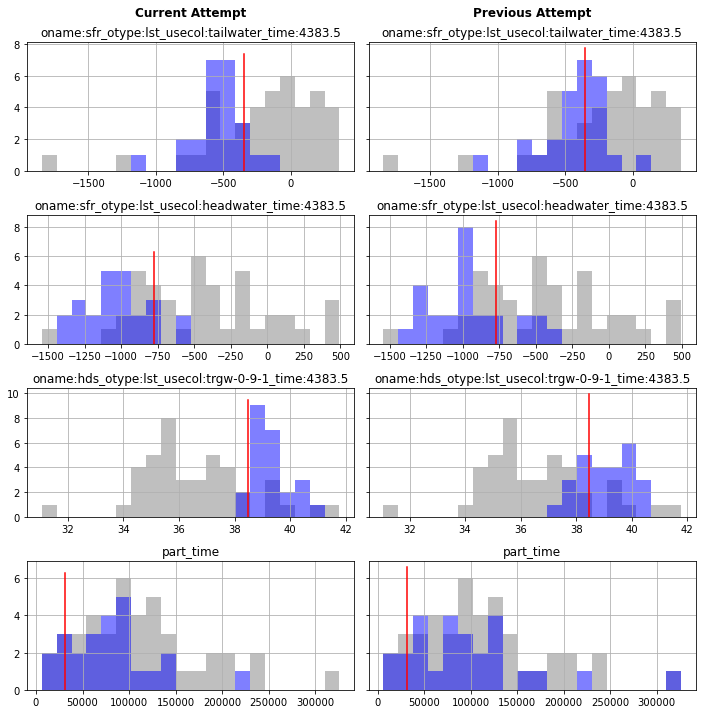 Current Attempt Previous Attempt
oname:sfr_otype:lst_usecol:tailwater_time:4383.5 oname:sfr_otype:lst_usecol:tailwater_time:4383.5
8
6
4
2
0
−1500 −1000 −500 0 −1500 −1000 −500 0
oname:sfr_otype:lst_usecol:headwater_time:4383.5 oname:sfr_otype:lst_usecol:headwater_time:4383.5
8
6
4
2
0
−1500 −1250 −1000 −750 −500 −250 0 250 500 −1500 −1250 −1000 −750 −500 −250 0 250 500
oname:hds_otype:lst_usecol:trgw-0-9-1_time:4383.5 oname:hds_otype:lst_usecol:trgw-0-9-1_time:4383.5
10
8
6
4
2
0
32 34 36 38 40 42 32 34 36 38 40 42
part_time part_time
6
4
2
0
0 50000 100000 150000 200000 250000 300000 0 50000 100000 150000 200000 250000 300000